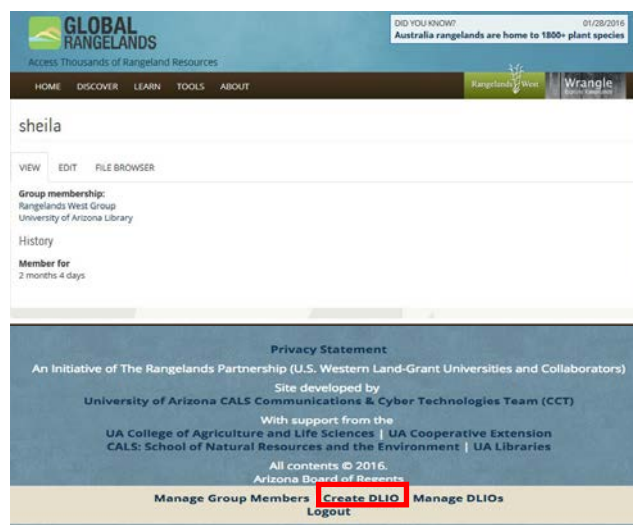 GLOBAL
RANGELANDS
Access Thousands of Rangeland Resources
DID YOU KNOW? 01/28/2016
Australia rangelands are home to 1800+ plant species
HOME DISCOVER LEARN TOOLS ABOUT
Rangelands West
Wrangle
sheila
VIEW EDIT FILE BROWSER
Group membership:
Rangelands West Group
University of Arizona Library
History
Member for
2 months 4 days
Privacy Statement
An Initiative of The Rangelands Partnership (U.S. Western Land-Grant Universities and Collaborators)
Site developed by
University of Arizona CALS Communications & Cyber Technologies Team (CCT)
With support from the
UA College of Agriculture and Life Sciences | UA Cooperative Extension
CALS: School of Natural Resources and the Environment | UA Libraries
All contents © 2016.
Arizona Board of Regents
Manage Group Members Create DLIO Manage DLIOs
Logout